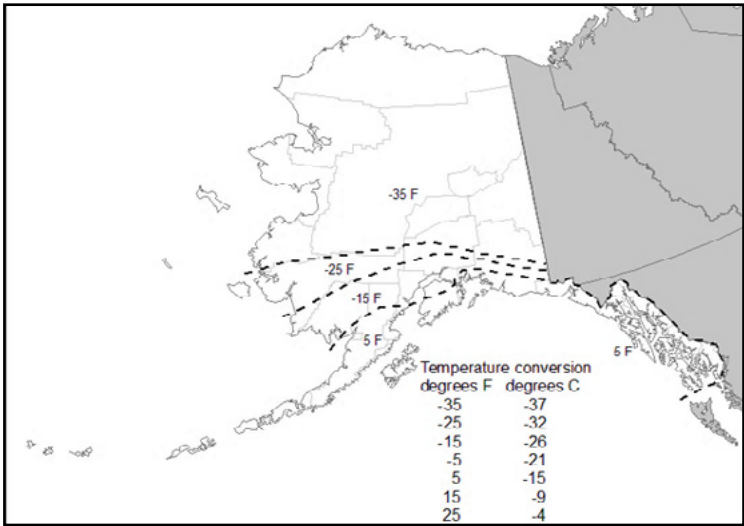 -35 F
-25 F
-15 F
5 F
5 F
Temperature conversion
degrees F degrees C
-35 -37
-25 -32
-15 -26
-5 -21
5 -15
15 -9
25 -4